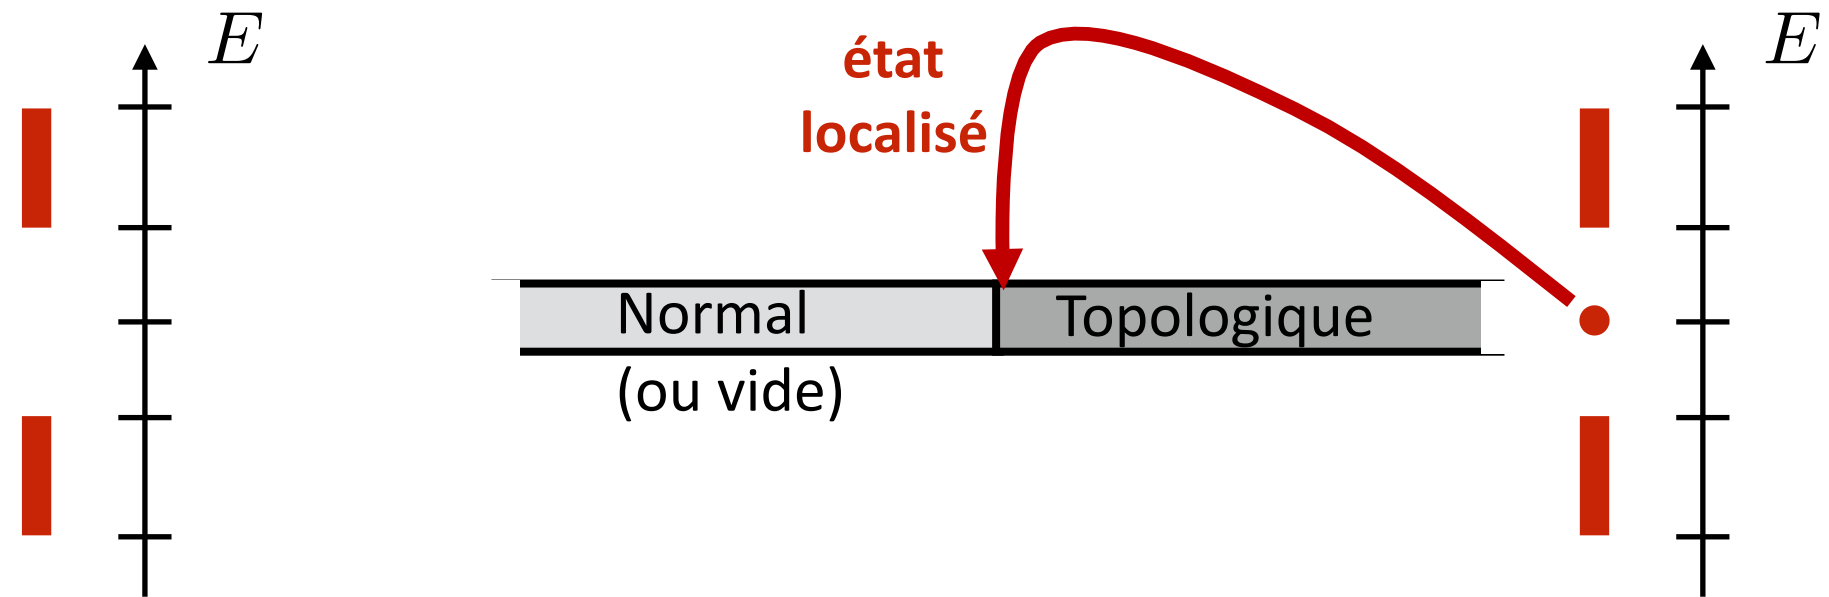 E
E
état
localisé
Normal
Topologique
(ou vide)